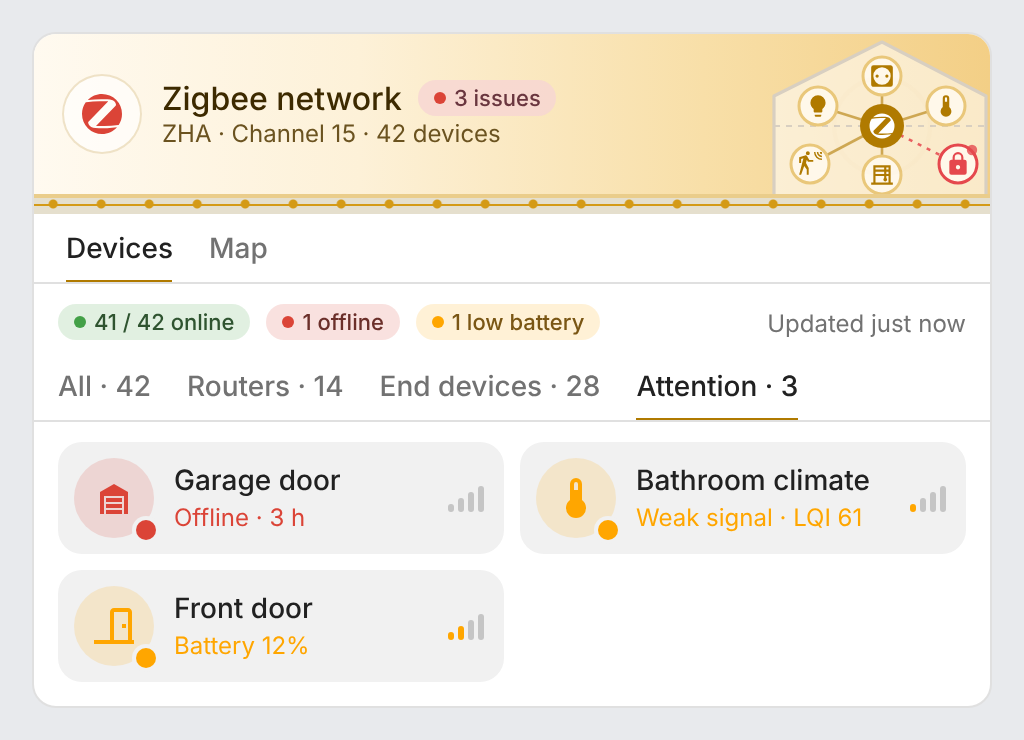 Zigbee network
3 issues
ZHA · Channel 15 · 42 devices
Devices
Map
41 / 42 online
1 offline
1 low battery
Updated just now
All · 42
Routers · 14
End devices · 28
Attention · 3
Garage door
Offline · 3 h
Bathroom climate
Weak signal · LQI 61
Front door
Battery 12%